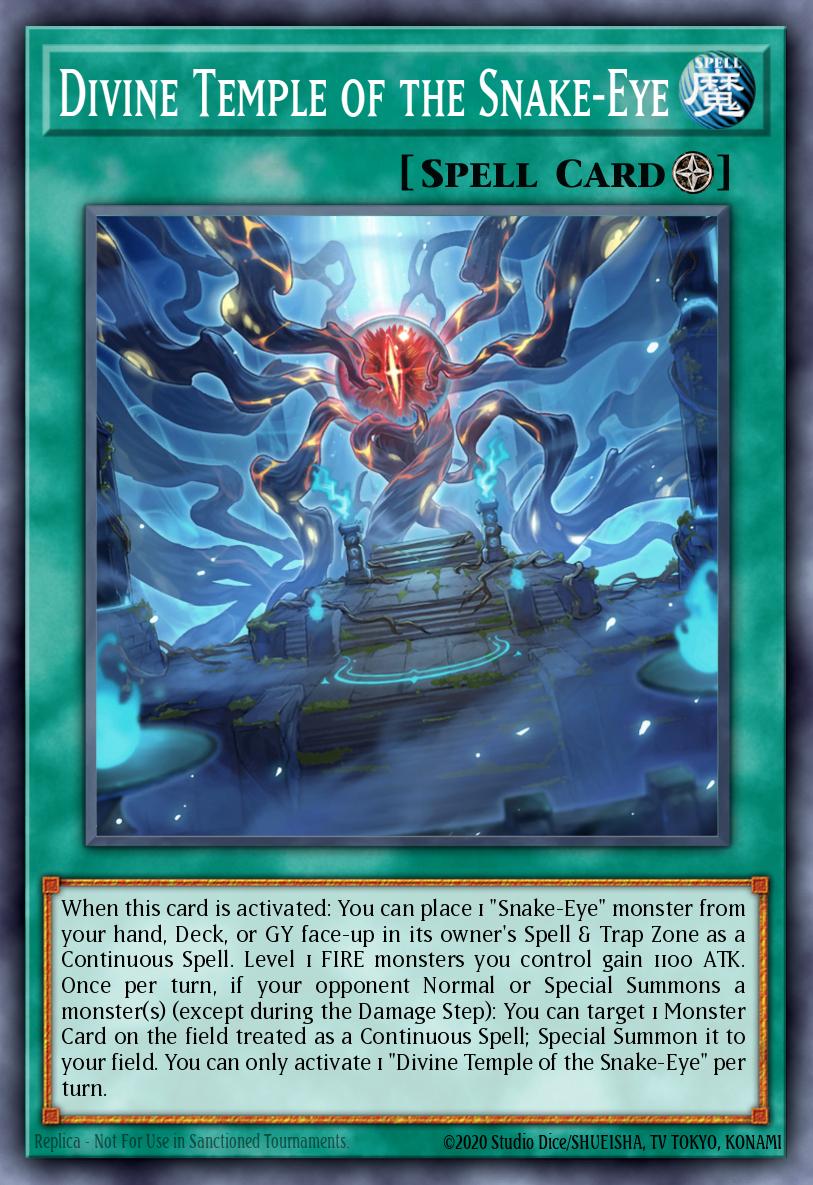 Divine Temple of the Snake-Eye
SPELL
魔
[Spell Card]
When this card is activated: You can place 1 "Snake-Eye" monster from
your hand, Deck, or GY face-up in its owner's Spell & Trap Zone as a
Continuous Spell. Level 1 FIRE monsters you control gain 1100 ATK.
Once per turn, if your opponent Normal or Special Summons a
monster(s) (except during the Damage Step): You can target 1 Monster
Card on the field treated as a Continuous Spell; Special Summon it to
your field. You can only activate 1 "Divine Temple of the Snake-Eye" per
turn.
Replica - Not For Use in Sanctioned Tournaments.
©2020 Studio Dice/SHUEISHA, TV TOKYO, KONAMI